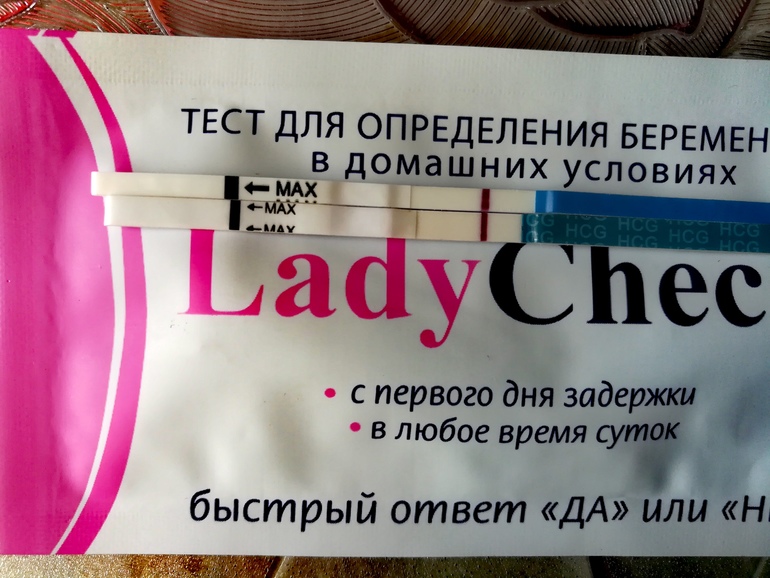 ТЕСТ ДЛЯ ОПРЕДЕЛЕНИЯ БЕРЕМЕН
в домашних условиях
MAX
MAX
MAX
HCG HCG HCG
HCG HCG HCG HCG
LadyChec
• с первого дня задержки
• в любое время суток
быстрый ответ «ДА» или «Н